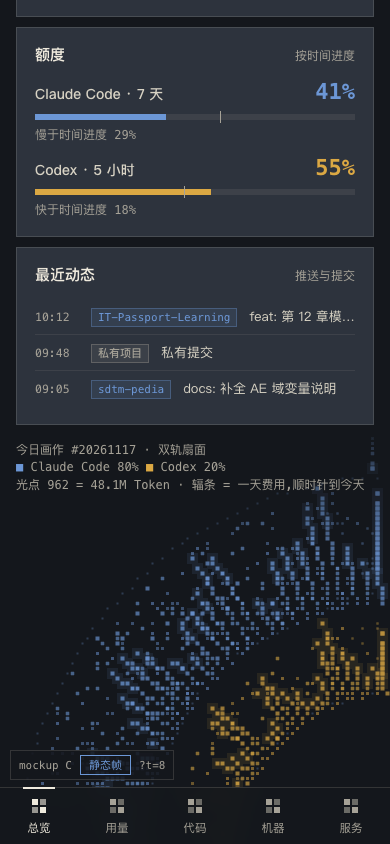 额度 按时间进度
Claude Code · 7 天 41%
慢于时间进度 29%
Codex · 5 小时 55%
快于时间进度 18%
最近动态 推送与提交
10:12 IT-Passport-Learning feat: 第 12 章模…
09:48 私有项目 私有提交
09:05 sdtm-pedia docs: 补全 AE 域变量说明
今日画作 #20261117 · 双轨扇面
Claude Code 80% Codex 20%
光点 962 = 48.1M Token · 辐条 = 一天费用,顺时针到今天
mockup C 静态帧 ?t=8
总览 用量 代码 机器 服务